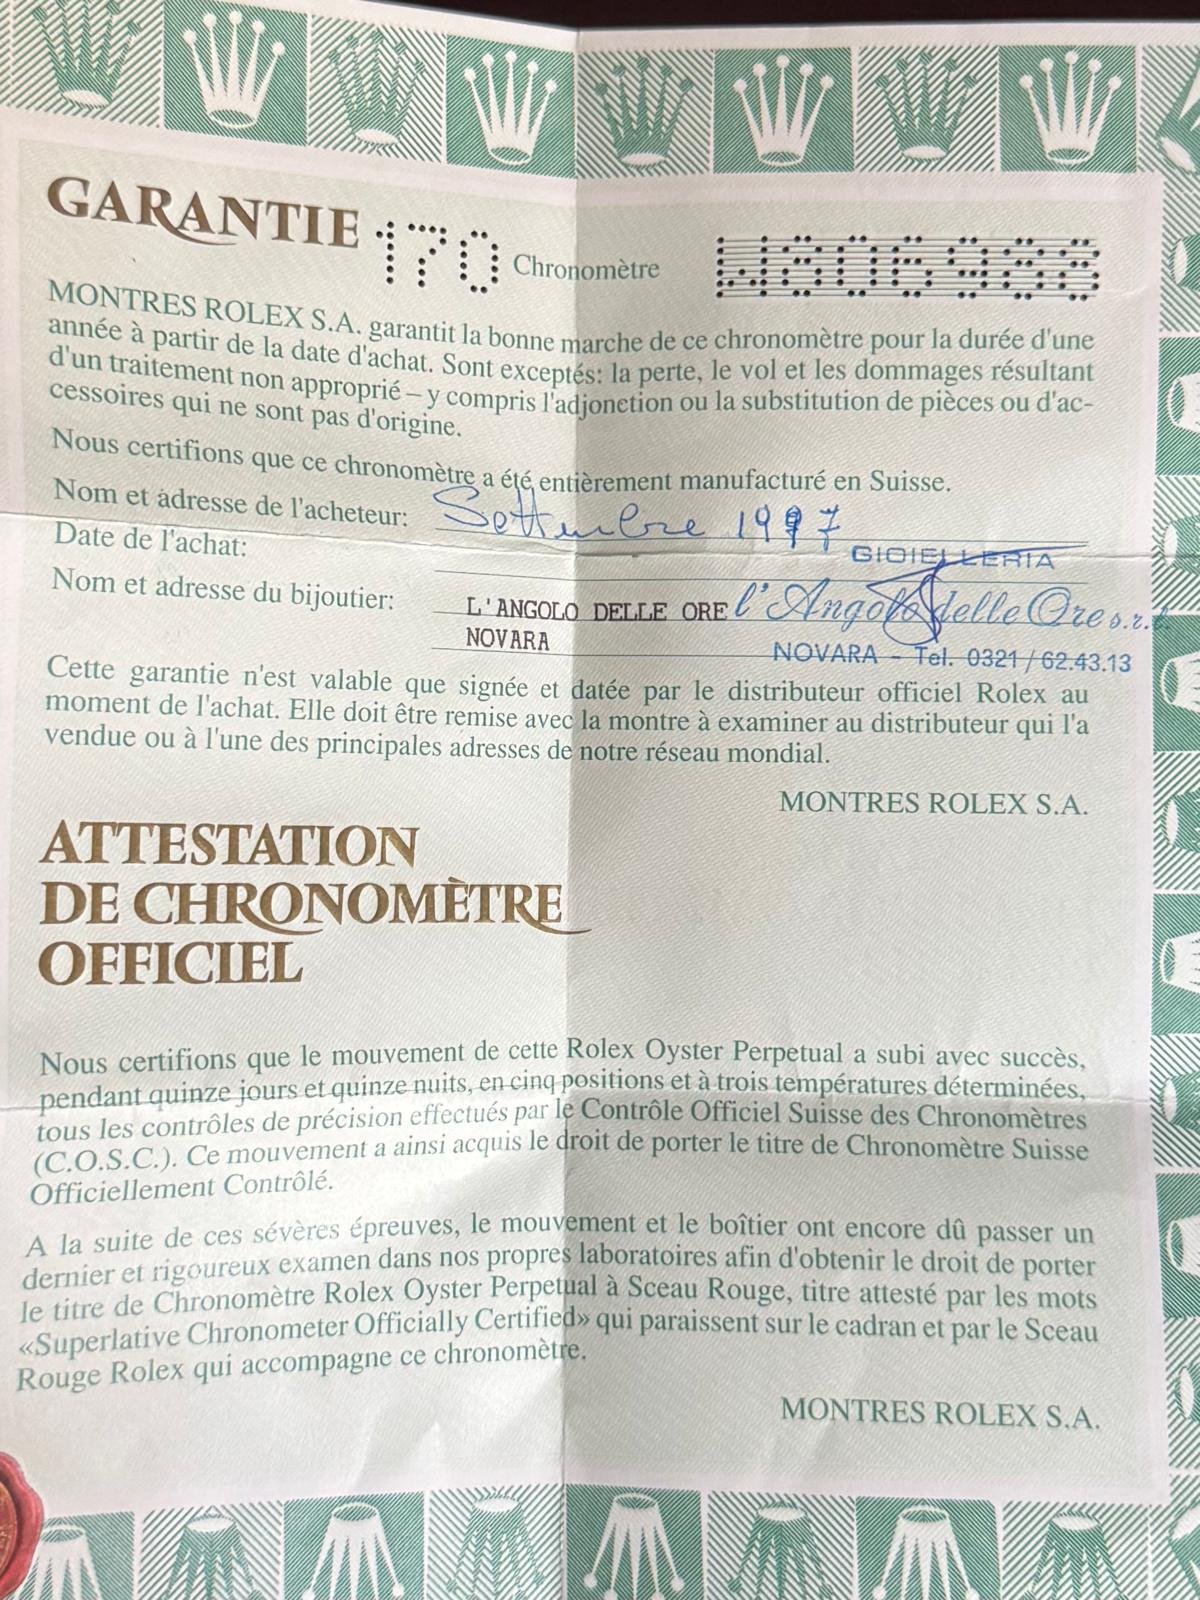 GARANTIE 170 Chronomètre W806988
MONTRES ROLEX S.A. garantit la bonne marche de ce chronomètre pour la durée d'une
année à partir de la date d'achat. Sont exceptés: la perte, le vol et les dommages résultant
d'un traitement non approprié – y compris l'adjonction ou la substitution de pièces ou d'ac-
cessoires qui ne sont pas d'origine.
Nous certifions que ce chronomètre a été entièrement manufacturé en Suisse.
Nom et adresse de l'acheteur: Settembre 1997
Date de l'achat:
GIOIELLERIA
Nom et adresse du bijoutier: L'ANGOLO DELLE ORE l'Angolo delle Ore s.r.l.
NOVARA NOVARA - Tel. 0321/62.43.13
Cette garantie n'est valable que signée et datée par le distributeur officiel Rolex au
moment de l'achat. Elle doit être remise avec la montre à examiner au distributeur qui l'a
vendue ou à l'une des principales adresses de notre réseau mondial.
MONTRES ROLEX S.A.
ATTESTATION
DE CHRONOMÈTRE
OFFICIEL
Nous certifions que le mouvement de cette Rolex Oyster Perpetual a subi avec succès,
pendant quinze jours et quinze nuits, en cinq positions et à trois températures déterminées,
tous les contrôles de précision effectués par le Contrôle Officiel Suisse des Chronomètres
(C.O.S.C.). Ce mouvement a ainsi acquis le droit de porter le titre de Chronomètre Suisse
Officiellement Contrôlé.
A la suite de ces sévères épreuves, le mouvement et le boîtier ont encore dû passer un
dernier et rigoureux examen dans nos propres laboratoires afin d'obtenir le droit de porter
le titre de Chronomètre Rolex Oyster Perpetual à Sceau Rouge, titre attesté par les mots
«Superlative Chronometer Officially Certified» qui paraissent sur le cadran et par le Sceau
Rouge Rolex qui accompagne ce chronomètre.
MONTRES ROLEX S.A.